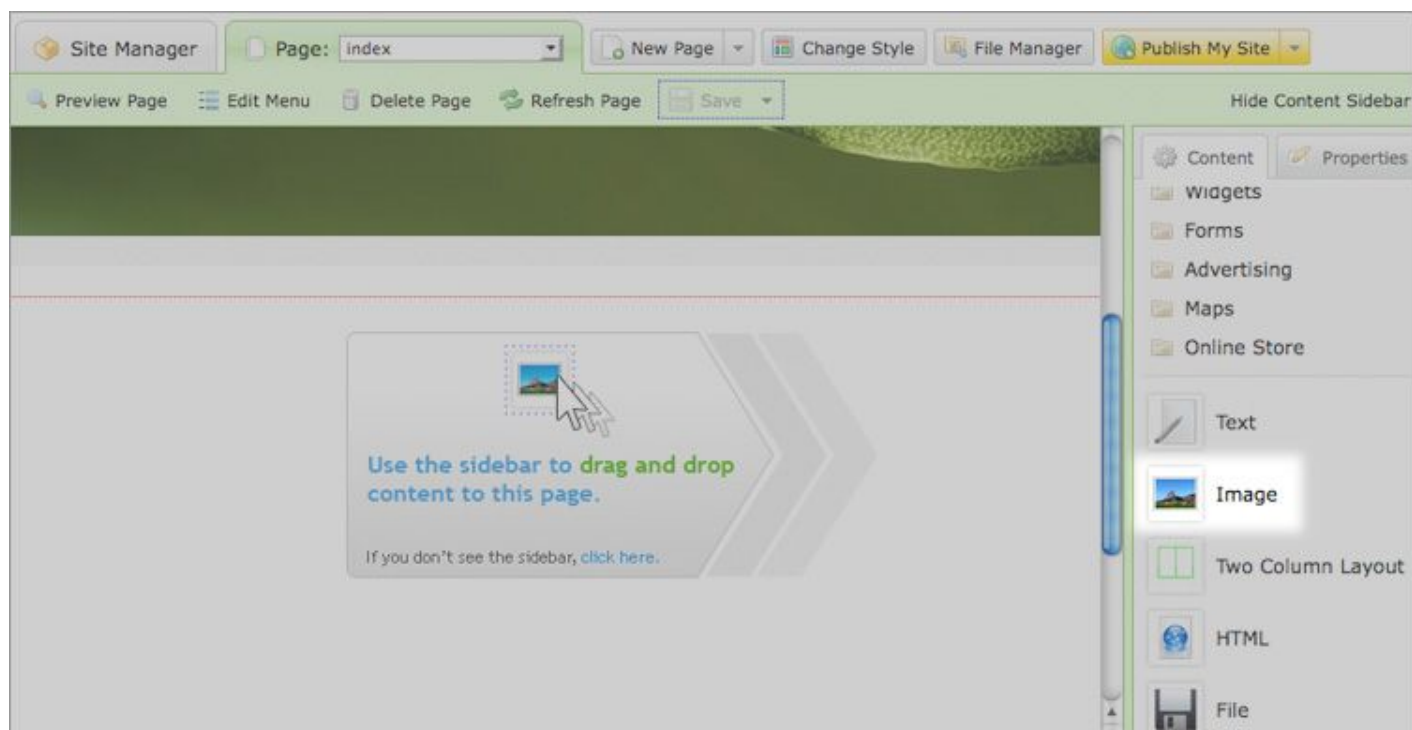 Site Manager
Page: index
New Page
Change Style
File Manager
Publish My Site
Preview Page
Edit Menu
Delete Page
Refresh Page
Save
Hide Content Sidebar
Content
Properties
Widgets
Forms
Advertising
Maps
Online Store
Use the sidebar to drag and drop
content to this page.
If you don't see the sidebar, click here.
Text
Image
Two Column Layout
HTML
File